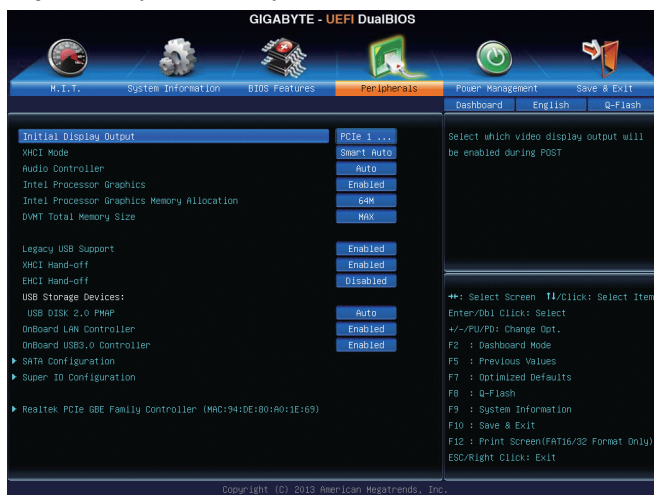 GIGABYTE - UEFI DualBIOS
M.I.T. System Information BIOS Features Peripherals Power Management Save & Exit
Dashboard English Q-Flash
Initial Display Output PCIe 1 ...
XHCI Mode Smart Auto
Audio Controller Auto
Intel Processor Graphics Enabled
Intel Processor Graphics Memory Allocation 64M
DVMT Total Memory Size MAX
Legacy USB Support Enabled
XHCI Hand-off Enabled
EHCI Hand-off Disabled
USB Storage Devices:
USB DISK 2.0 PMAP Auto
OnBoard LAN Controller Enabled
OnBoard USB3.0 Controller Enabled
SATA Configuration
Super IO Configuration
Realtek PCIe GBE Family Controller (MAC:94:DE:80:A0:1E:69)
Select which video display output will
be enabled during POST
→←: Select Screen ↑↓/Click: Select Item
Enter/Dbl Click: Select
+/-/PU/PD: Change Opt.
F2 : Dashboard Mode
F5 : Previous Values
F7 : Optimized Defaults
F8 : Q-Flash
F9 : System Information
F10 : Save & Exit
F12 : Print Screen(FAT16/32 Format Only)
ESC/Right Click: Exit
Copyright (C) 2013 American Megatrends, Inc.